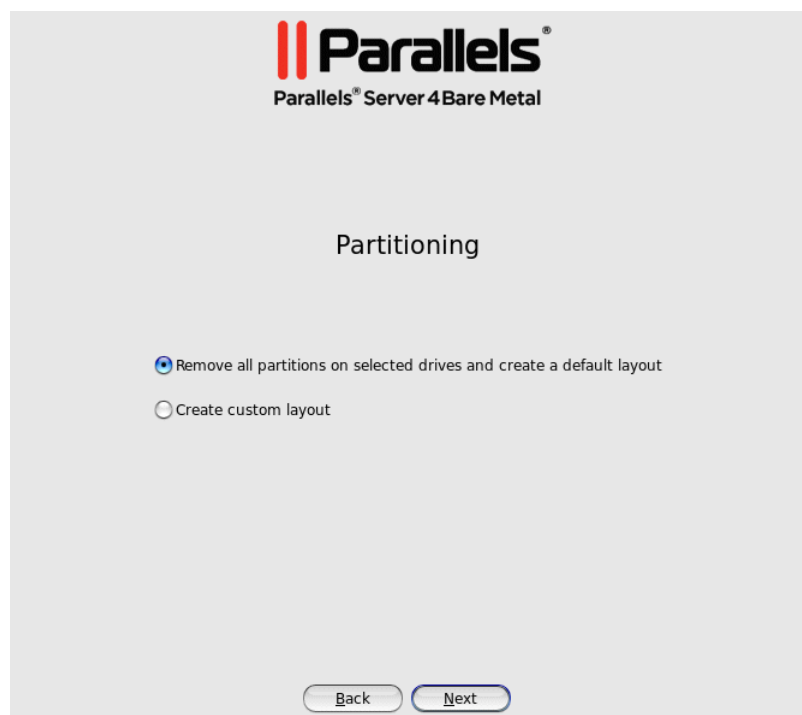 Parallels®
Parallels® Server 4 Bare Metal
Partitioning
Remove all partitions on selected drives and create a default layout
Create custom layout
Back Next